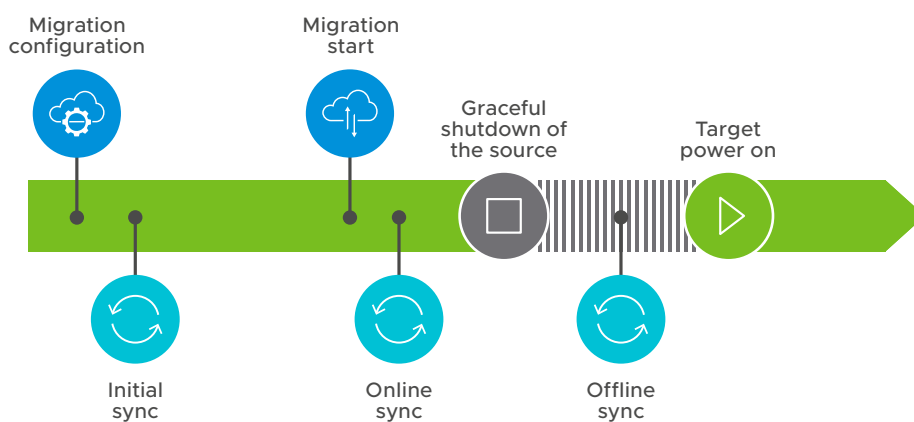 Migration
configuration
Migration
start
Graceful
shutdown of
the source
Target
power on
Initial
sync
Online
sync
Offline
sync